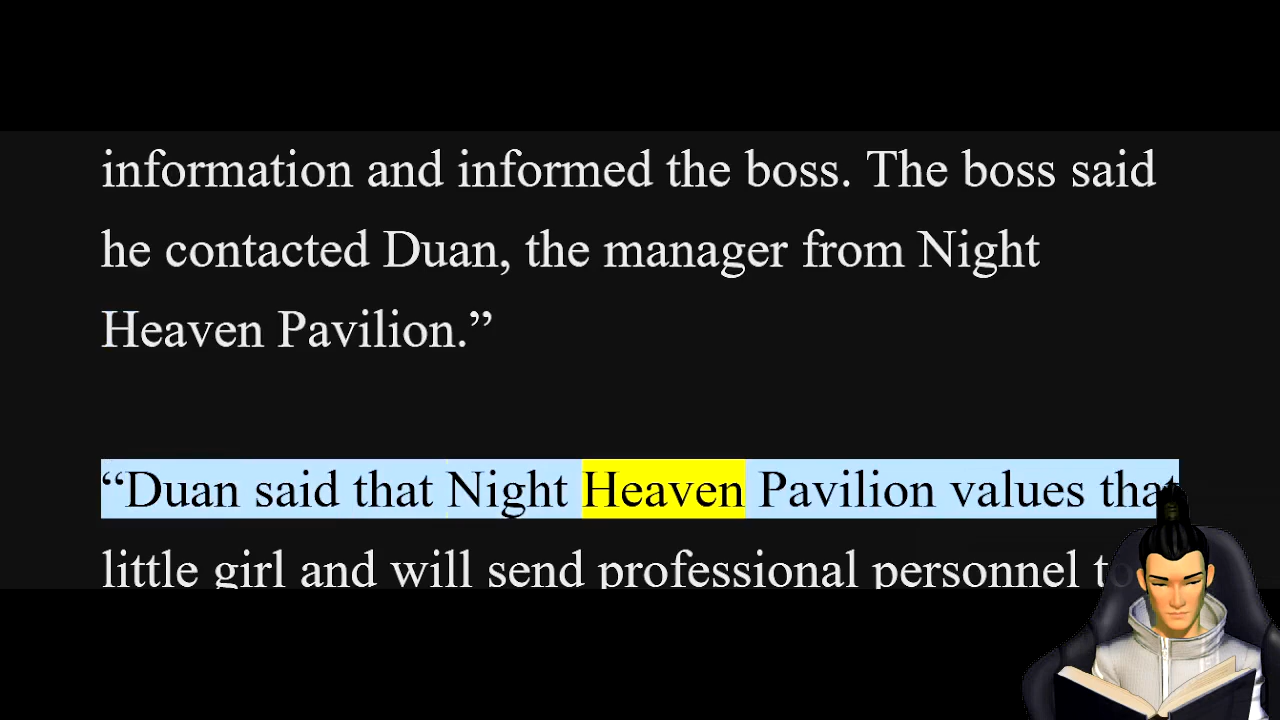 information and informed the boss. The boss said
he contacted Duan, the manager from Night
Heaven Pavilion.”
“Duan said that Night Heaven Pavilion values that
little girl and will send professional personnel to